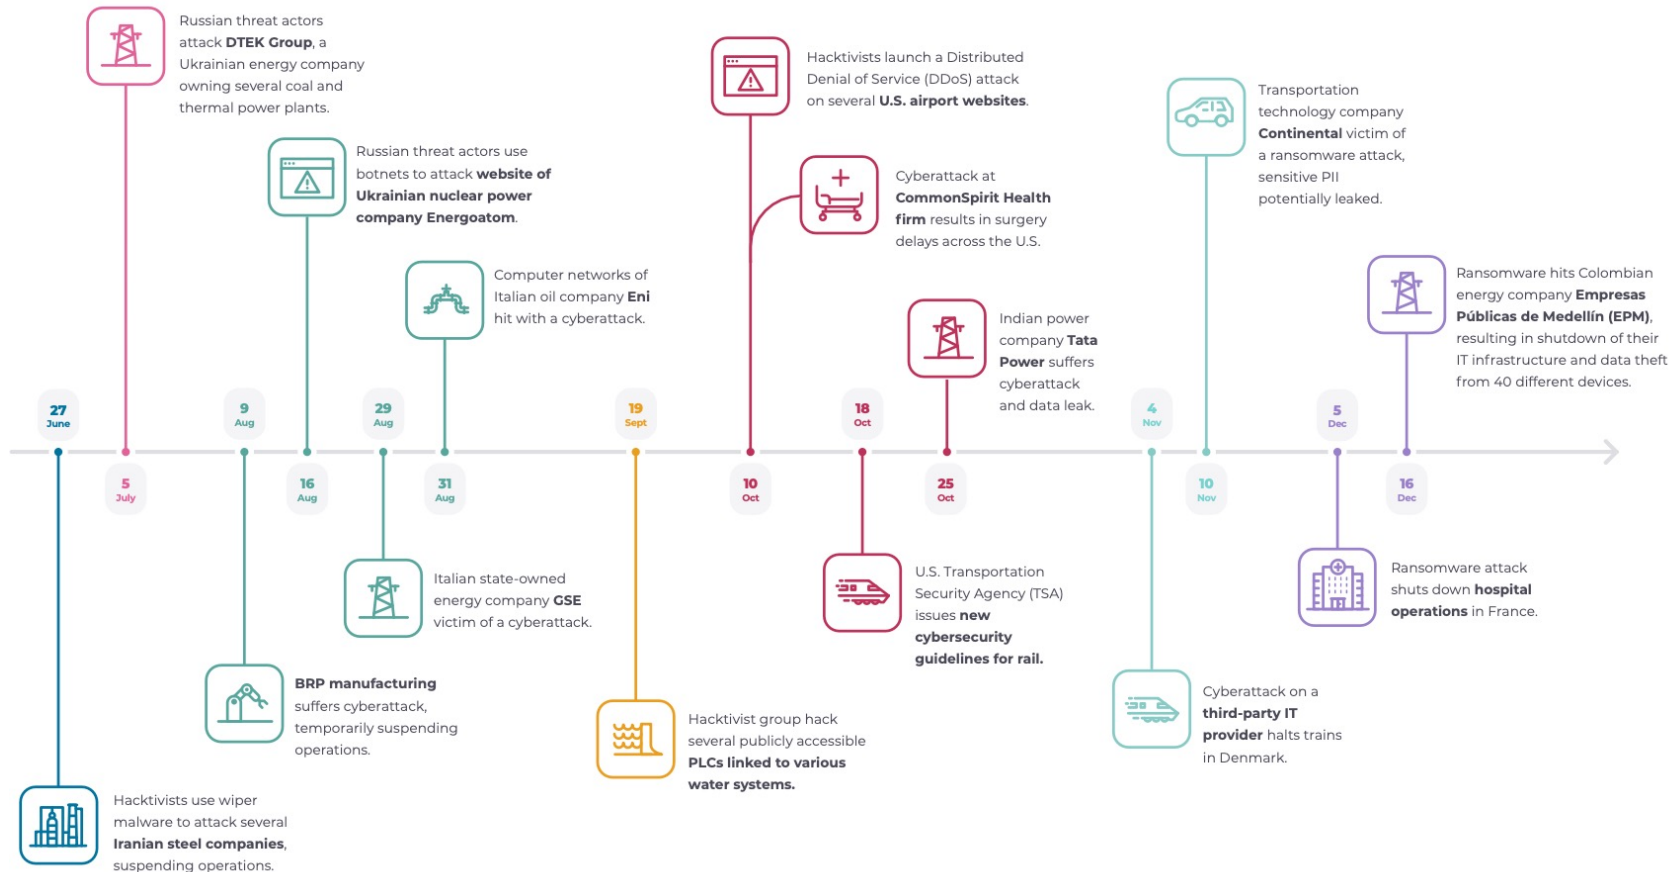 Russian threat actors
attack DTEK Group, a
Ukrainian energy company
owning several coal and
thermal power plants.
Russian threat actors use
botnets to attack website of
Ukrainian nuclear power
company Energoatom.
Computer networks of
Italian oil company Eni
hit with a cyberattack.
Hacktivists launch a Distributed
Denial of Service (DDoS) attack
on several U.S. airport websites.
Cyberattack at
CommonSpirit Health
firm results in surgery
delays across the U.S.
Indian power
company Tata
Power suffers
cyberattack
and data leak.
Transportation
technology company
Continental victim of
a ransomware attack,
sensitive PII
potentially leaked.
Ransomware hits Colombian
energy company Empresas
Públicas de Medellín (EPM),
resulting in shutdown of their
IT infrastructure and data theft
from 40 different devices.
27
June
5
July
9
Aug
16
Aug
29
Aug
31
Aug
19
Sept
10
Oct
18
Oct
25
Oct
4
Nov
10
Nov
5
Dec
16
Dec
Hacktivists use wiper
malware to attack several
Iranian steel companies,
suspending operations.
BRP manufacturing
suffers cyberattack,
temporarily suspending
operations.
Italian state-owned
energy company GSE
victim of a cyberattack.
Hacktivist group hack
several publicly accessible
PLCs linked to various
water systems.
U.S. Transportation
Security Agency (TSA)
issues new
cybersecurity
guidelines for rail.
Cyberattack on a
third-party IT
provider halts trains
in Denmark.
Ransomware attack
shuts down hospital
operations in France.